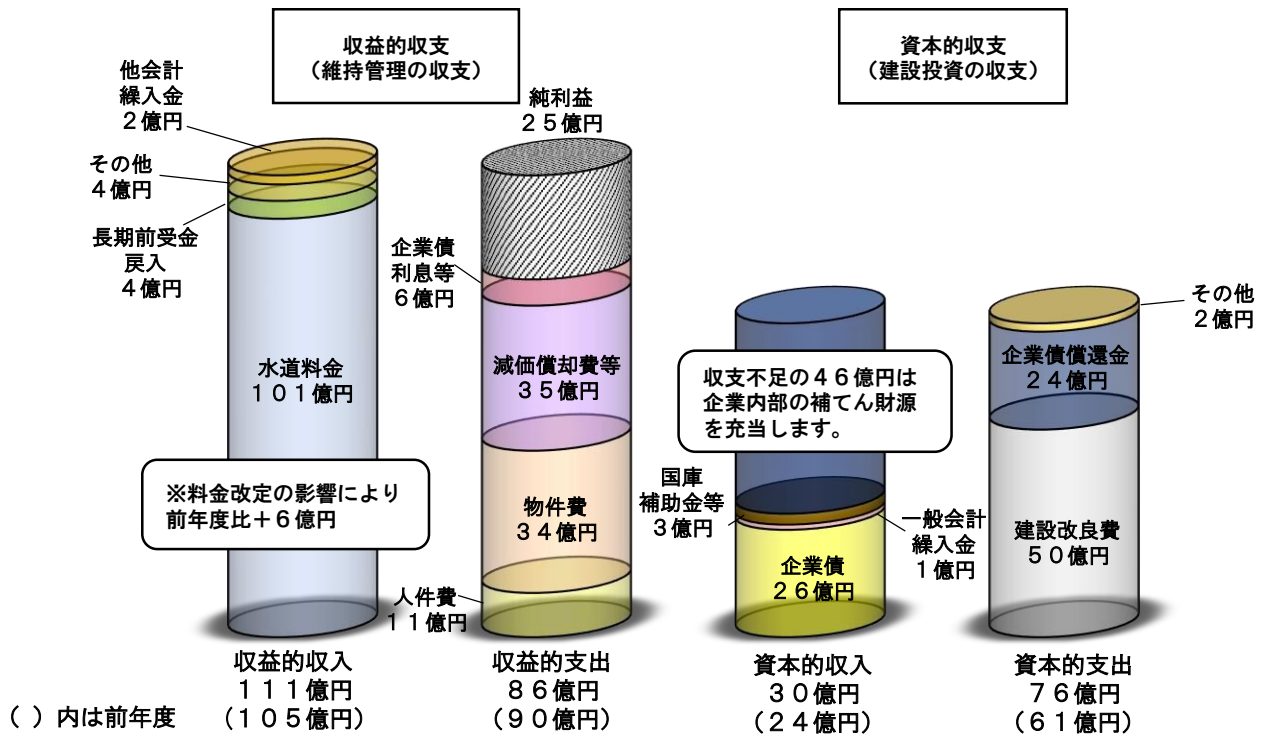 収益的収支
（維持管理の収支）
資本的収支
（建設投資の収支）
他会計
繰入金
２億円
その他
４億円
長期前受金
戻入
４億円
水道料金
１０１億円
※料金改定の影響により
前年度比＋６億円
収益的収入
１１１億円
（１０５億円）
純利益
２５億円
企業債
利息等
６億円
減価償却費等
３５億円
物件費
３４億円
人件費
１１億円
収益的支出
８６億円
（９０億円）
収支不足の４６億円は
企業内部の補てん財源
を充当します。
国庫
補助金等
３億円
一般会計
繰入金
１億円
企業債
２６億円
資本的収入
３０億円
（２４億円）
その他
２億円
企業債償還金
２４億円
建設改良費
５０億円
資本的支出
７６億円
（６１億円）
（ ）内は前年度